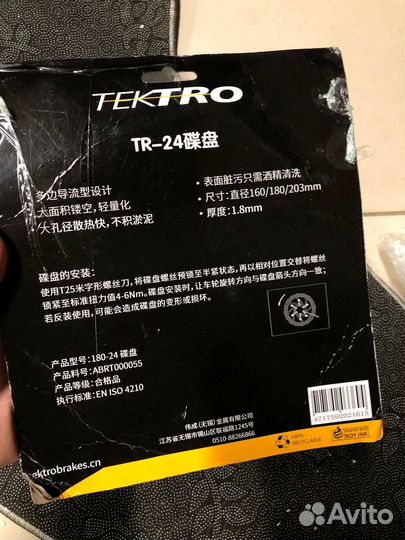 TEKTRO
TR-24碟盘
多边导流型设计
大面积镂空，轻量化
大孔径散热快，不积淤泥
· 表面脏污只需酒精清洗
· 尺寸：直径160/180/203mm
· 厚度：1.8mm
碟盘的安装：
使用T25米字形螺丝刀，将碟盘螺丝预锁至半紧状态，再以相对位置交替将螺丝
锁紧至标准扭力值4-6Nm。碟盘安装时，让车轮旋转方向与碟盘箭头方向一致；
若反装使用，可能会造成碟盘的变形或损坏。
产品型号：180-24 碟盘
产品料号：ABRT000055
产品等级：合格品
执行标准：EN ISO 4210
4717592021615
伟成（无锡）金属有限公司
江苏省无锡市锡山区联福路1245号
0510-88266866
100% RECYCLABLE
PRINTED WITH
SOY INK
ektrobrakes.cn
Avito